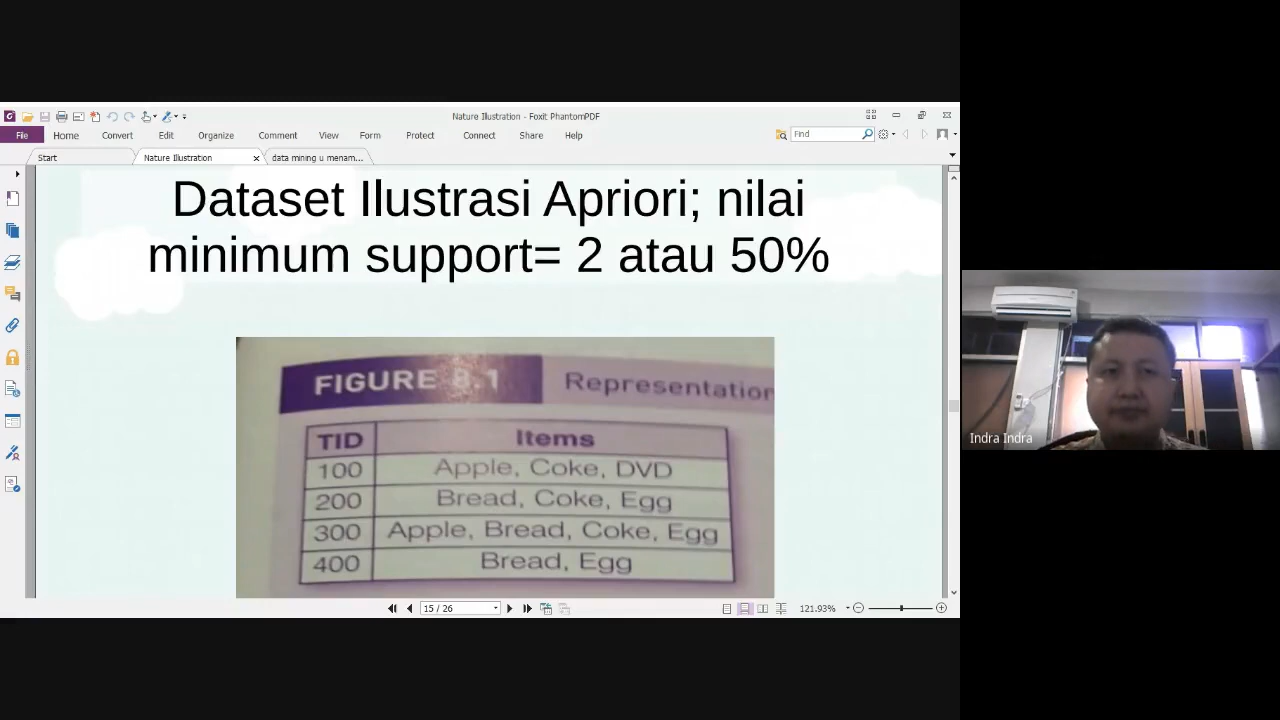 Nature Illustration - Foxit PhantomPDF
File Home Convert Edit Organize Comment View Form Protect Connect Share Help Find
Start Nature Illustration data mining u menam...
Dataset Ilustrasi Apriori; nilai
minimum support= 2 atau 50%
FIGURE 8.1 Representation
TID Items
100 Apple, Coke, DVD
200 Bread, Coke, Egg
300 Apple, Bread, Coke, Egg
400 Bread, Egg
15 / 26 121.93%
Indra Indra